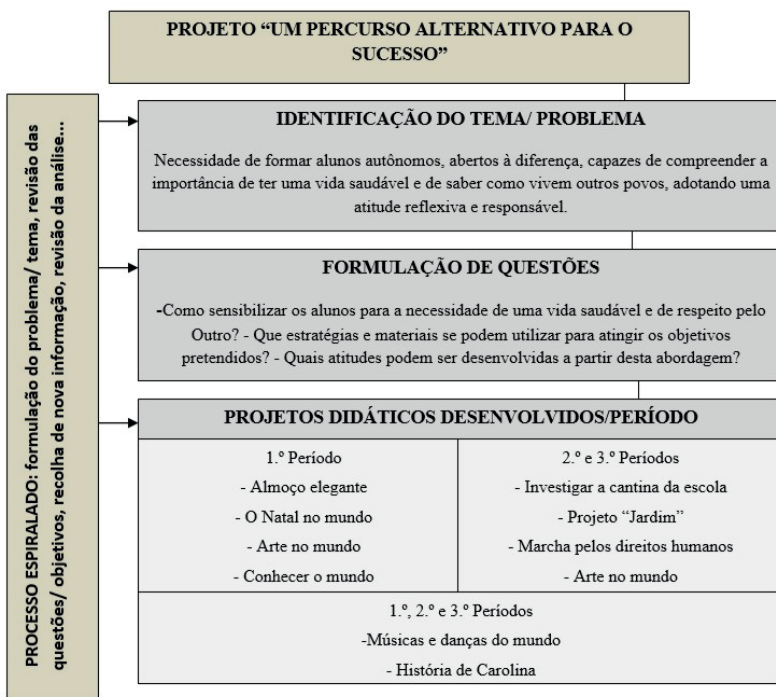 PROJETO “UM PERCURSO ALTERNATIVO PARA O
SUCESSO”
PROCESSO ESPIRALADO: formulação do problema/ tema, revisão das
questões/ objetivos, recolha de nova informação, revisão da análise...
IDENTIFICAÇÃO DO TEMA/ PROBLEMA
Necessidade de formar alunos autônomos, abertos à diferença, capazes de compreender a
importância de ter uma vida saudável e de saber como vivem outros povos, adotando uma
atitude reflexiva e responsável.
FORMULAÇÃO DE QUESTÕES
-Como sensibilizar os alunos para a necessidade de uma vida saudável e de respeito pelo
Outro? - Que estratégias e materiais se podem utilizar para atingir os objetivos
pretendidos? - Quais atitudes podem ser desenvolvidas a partir desta abordagem?
PROJETOS DIDÁTICOS DESENVOLVIDOS/PERÍODO
1.º Período
- Almoço elegante
- O Natal no mundo
- Arte no mundo
- Conhecer o mundo
2.º e 3.º Períodos
- Investigar a cantina da escola
- Projeto “Jardim”
- Marcha pelos direitos humanos
- Arte no mundo
1.º, 2.º e 3.º Períodos
-Músicas e danças do mundo
- História de Carolina